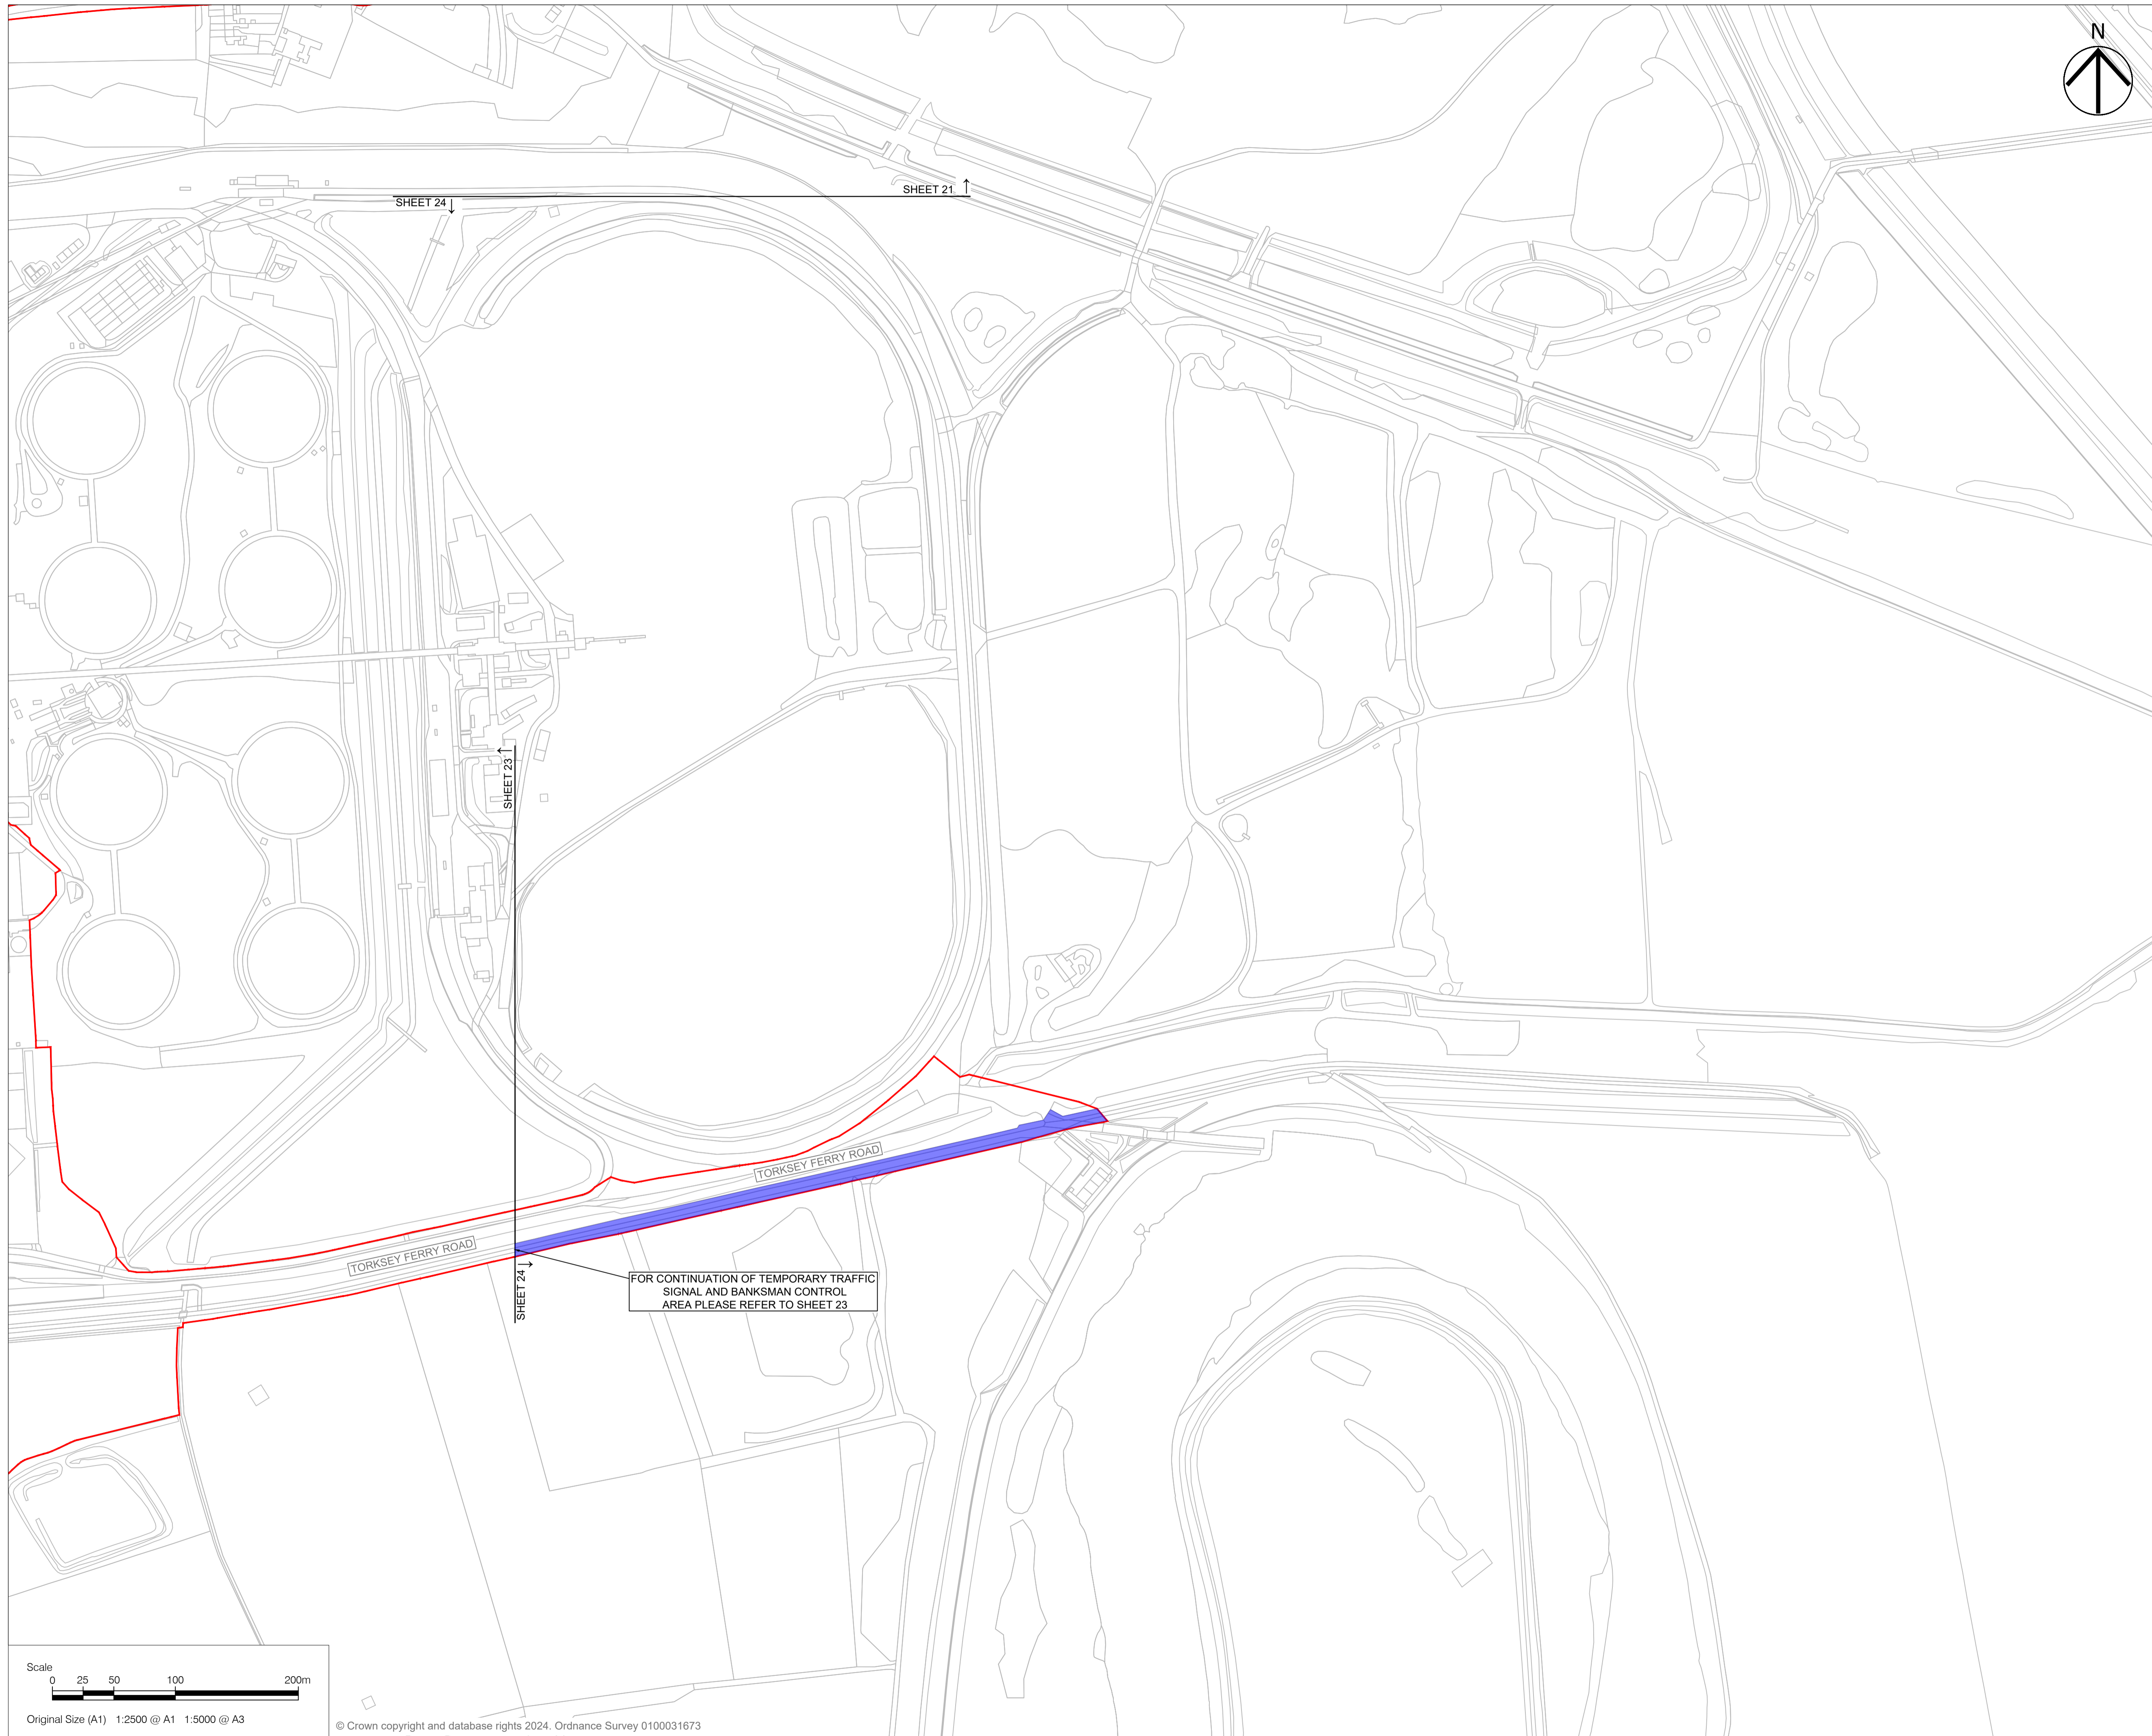 N
SHEET 21
SHEET 24
SHEET 23
TORKSEY FERRY ROAD
TORKSEY FERRY ROAD
SHEET 24
FOR CONTINUATION OF TEMPORARY TRAFFIC
SIGNAL AND BANKSMAN CONTROL
AREA PLEASE REFER TO SHEET 23
Scale
0 25 50 100 200m
Original Size (A1) 1:2500 @ A1 1:5000 @ A3
© Crown copyright and database rights 2024. Ordnance Survey 0100031673